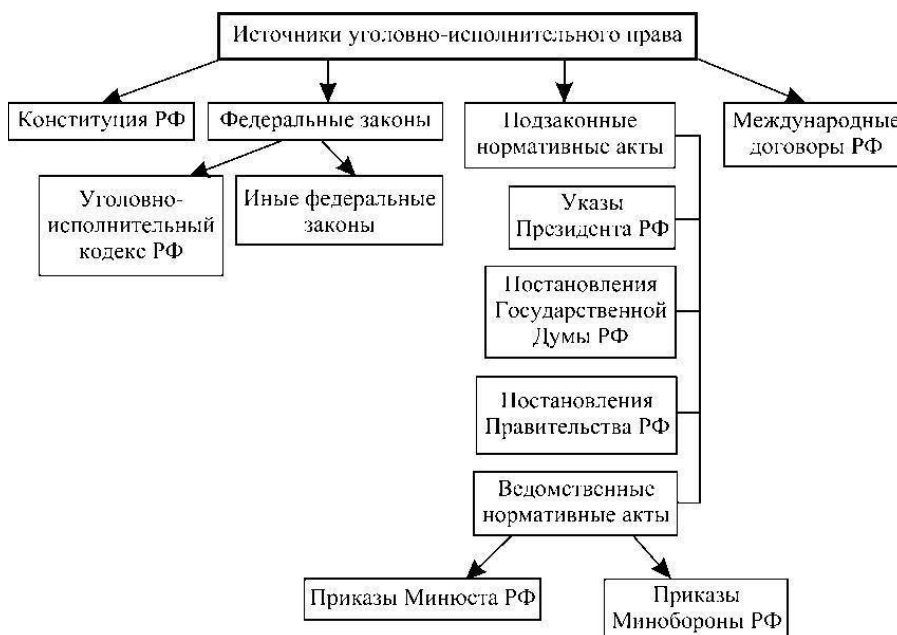 Источники уголовно-исполнительного права
Конституция РФ
Федеральные законы
Подзаконные
нормативные акты
Международные
договоры РФ
Уголовно-
исполнительный
кодекс РФ
Иные федеральные
законы
Указы
Президента РФ
Постановления
Государственной
Думы РФ
Постановления
Правительства РФ
Ведомственные
нормативные акты
Приказы Минюста РФ
Приказы
Минобороны РФ